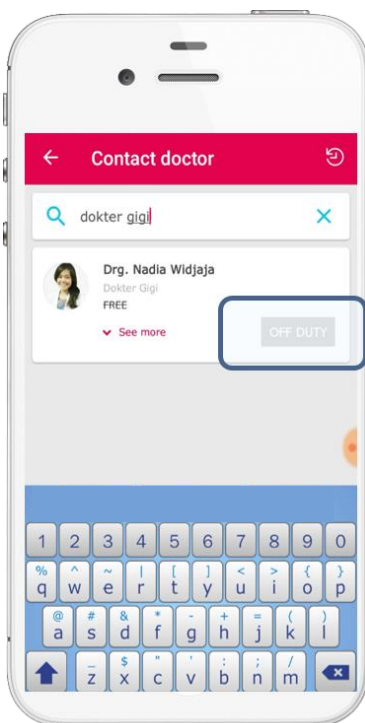 Contact doctor
dokter gigi
Drg. Nadia Widjaja
Dokter Gigi
FREE
See more
OFF DUTY
1 2 3 4 5 6 7 8 9 0
% ^ ~ | [ ] < > { }
q w e r t y u i o p
@ # & * - + = ( )
a s d f g h j k l
_ $ " ' : ; /
z x c v b n m